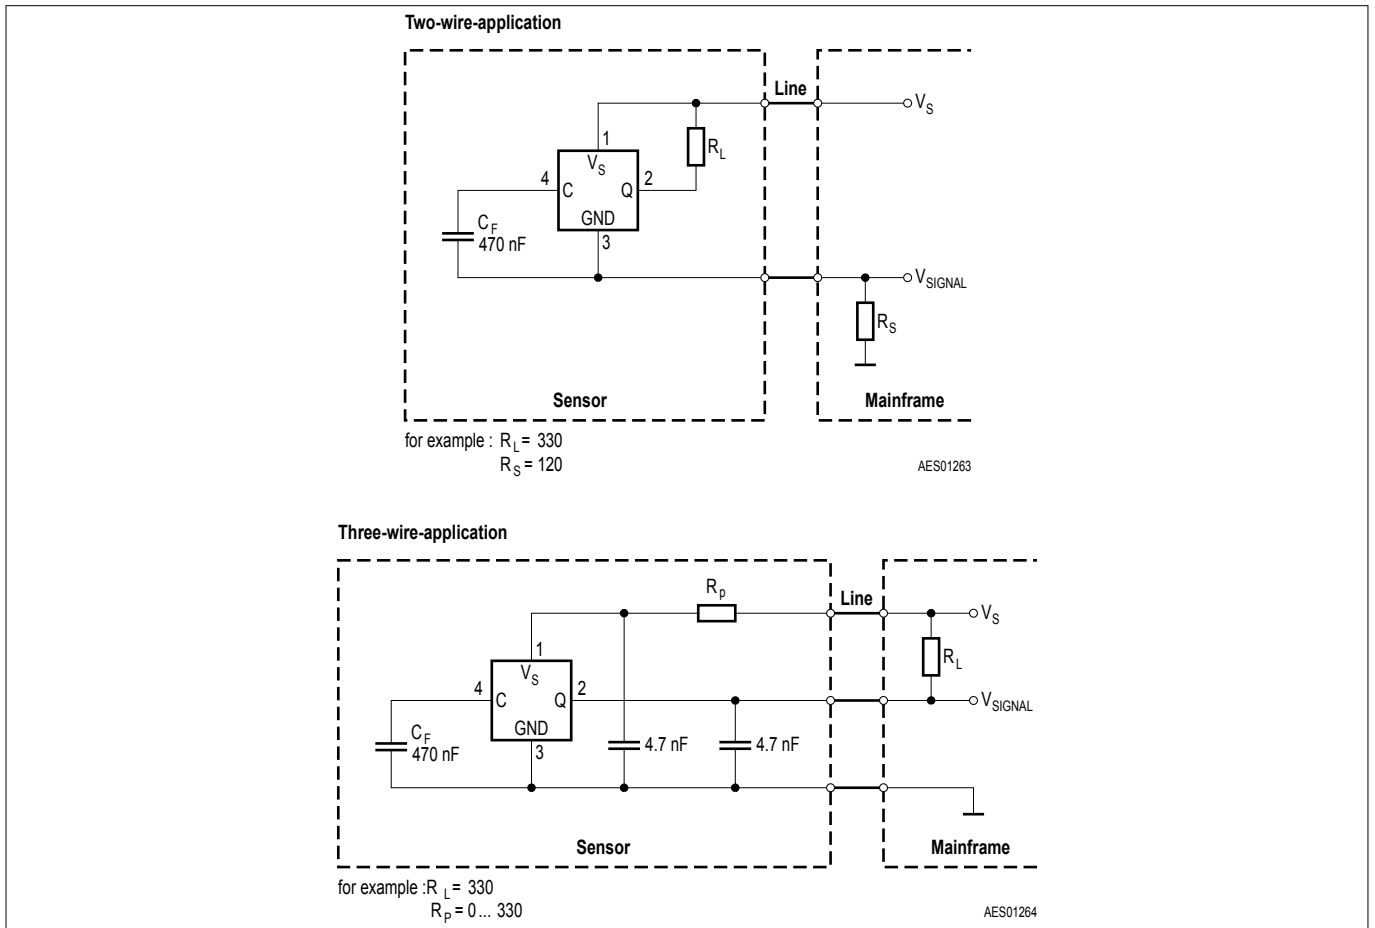 Two-wire-application
Line
V_S
1
R_L
V_S
4
2
C
Q
GND
C_F
470 nF
3
V_SIGNAL
R_S
Sensor
Mainframe
for example : R_L = 330
R_S = 120
AES01263
Three-wire-application
R_p
Line
V_S
1
R_L
V_S
4
2
C
Q
V_SIGNAL
GND
C_F
470 nF
3
4.7 nF
4.7 nF
Sensor
Mainframe
for example :R_L = 330
R_P = 0... 330
AES01264